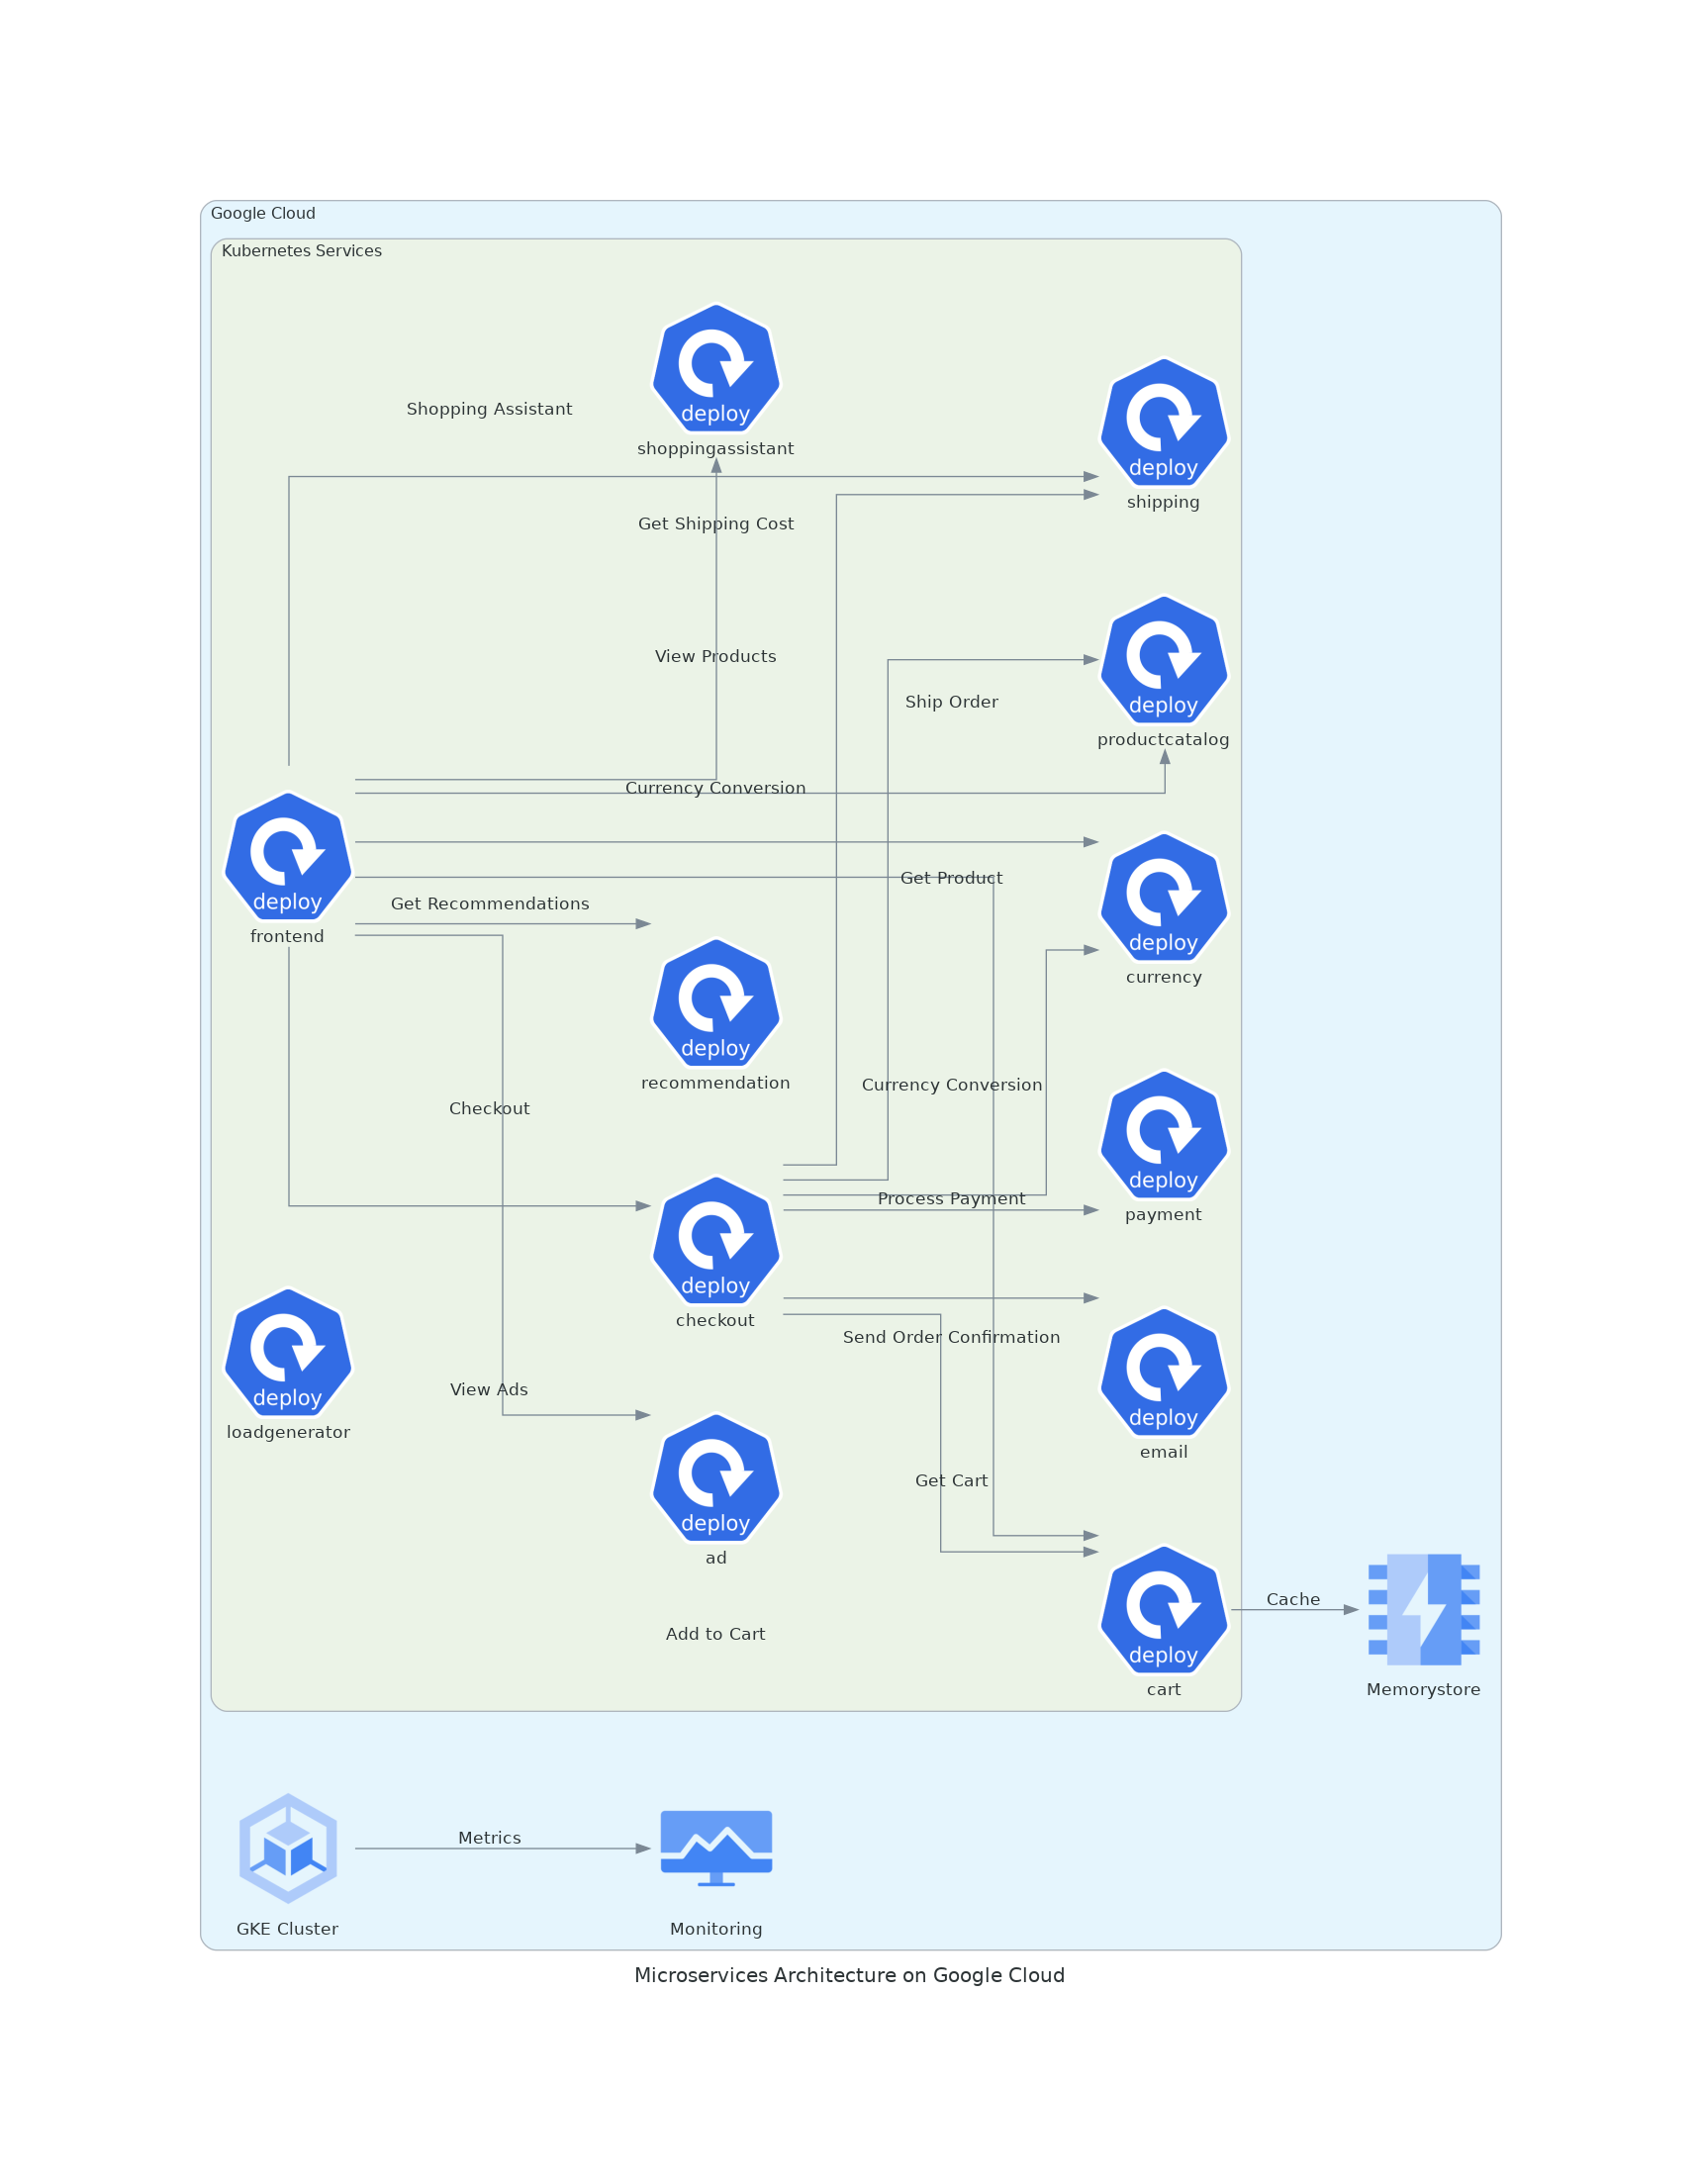 Google Cloud
Kubernetes Services
deploy
shoppingassistant
Shopping Assistant
deploy
shipping
Get Shipping Cost
View Products
Ship Order
deploy
productcatalog
Currency Conversion
deploy
frontend
Get Recommendations
Get Product
deploy
currency
deploy
recommendation
Currency Conversion
Checkout
deploy
payment
Process Payment
deploy
checkout
Send Order Confirmation
deploy
loadgenerator
View Ads
deploy
email
Get Cart
deploy
ad
Add to Cart
deploy
cart
Cache
Memorystore
Metrics
GKE Cluster
Monitoring
Microservices Architecture on Google Cloud